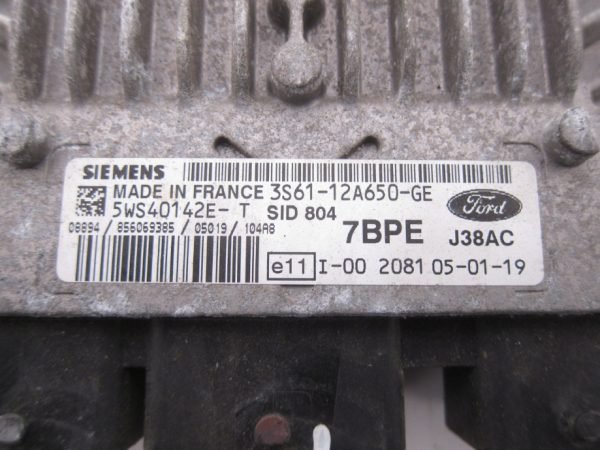 SIEMENS
MADE IN FRANCE 3S61-12A650-GE
5WS40142E- T SID 804
Ford
08894 / 856069385 / 05019 / 104A8
7BPE J38AC
e11 I-00 2081 05-01-19